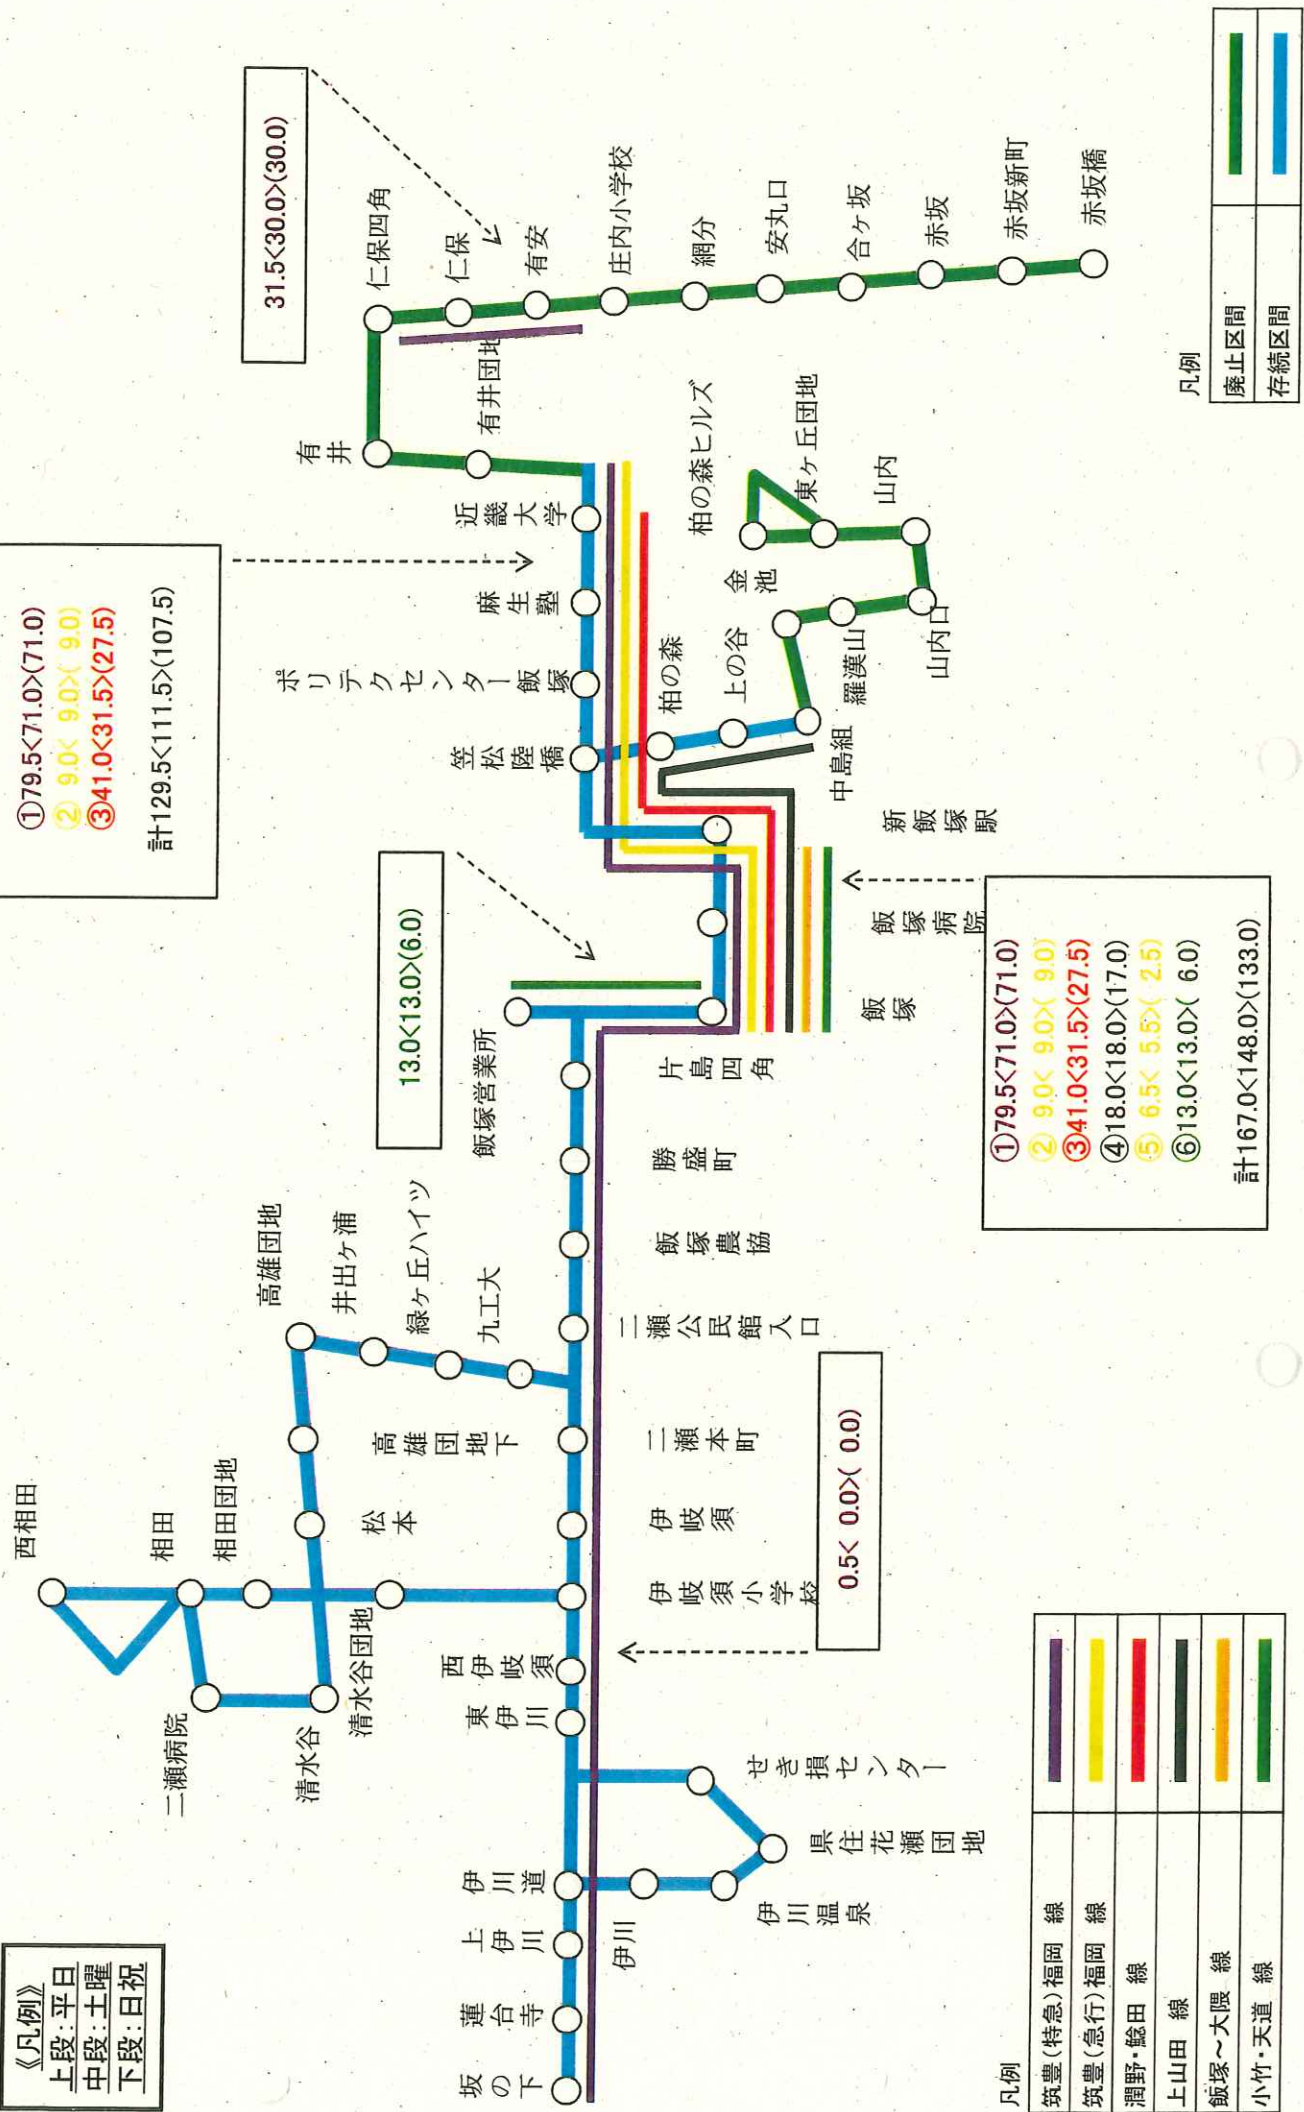 《凡例》
上段:平日
中段:土曜
下段:日祝
①79.5<71.0>(71.0)
② 9.0< 9.0>( 9.0)
③41.0<31.5>(27.5)
計129.5<111.5>(107.5)
31.5<30.0>(30.0)
13.0<13.0>(6.0)
0.5< 0.0>( 0.0)
①79.5<71.0>(71.0)
② 9.0< 9.0>( 9.0)
③41.0<31.5>(27.5)
④18.0<18.0>(17.0)
⑤ 6.5< 5.5>( 2.5)
⑥13.0<13.0>( 6.0)
計167.0<148.0>(133.0)
西相田
相田
相田団地
二瀬病院
清水谷
清水谷団地
松本
高雄団地下
高雄団地
井出ヶ浦
緑ヶ丘ハイツ
九工大
坂の下
蓮台寺
上伊川
伊川道
伊川
伊川温泉
県住花瀬団地
せき損センター
東伊川
西伊岐須
伊岐須小学校
伊岐須
二瀬本町
二瀬公民館入口
飯塚農協
勝盛町
片島四角
飯塚営業所
飯塚
飯塚病院
新飯塚駅
笠松陸橋
ポリテクセンター飯塚
麻生塾
近畿大学
柏の森
上の谷
中島組
金池
羅漢山
山内口
山内
東ヶ丘団地
柏の森ヒルズ
有井団地
有井
仁保四角
仁保
有安
庄内小学校
綱分
安丸口
合ヶ坂
赤坂
赤坂新町
赤坂橋
凡例
筑豊(特急)福岡 線
筑豊(急行)福岡 線
潤野・鯰田 線
上山田 線
飯塚～大隈 線
小竹・天道 線
凡例
廃止区間
存続区間